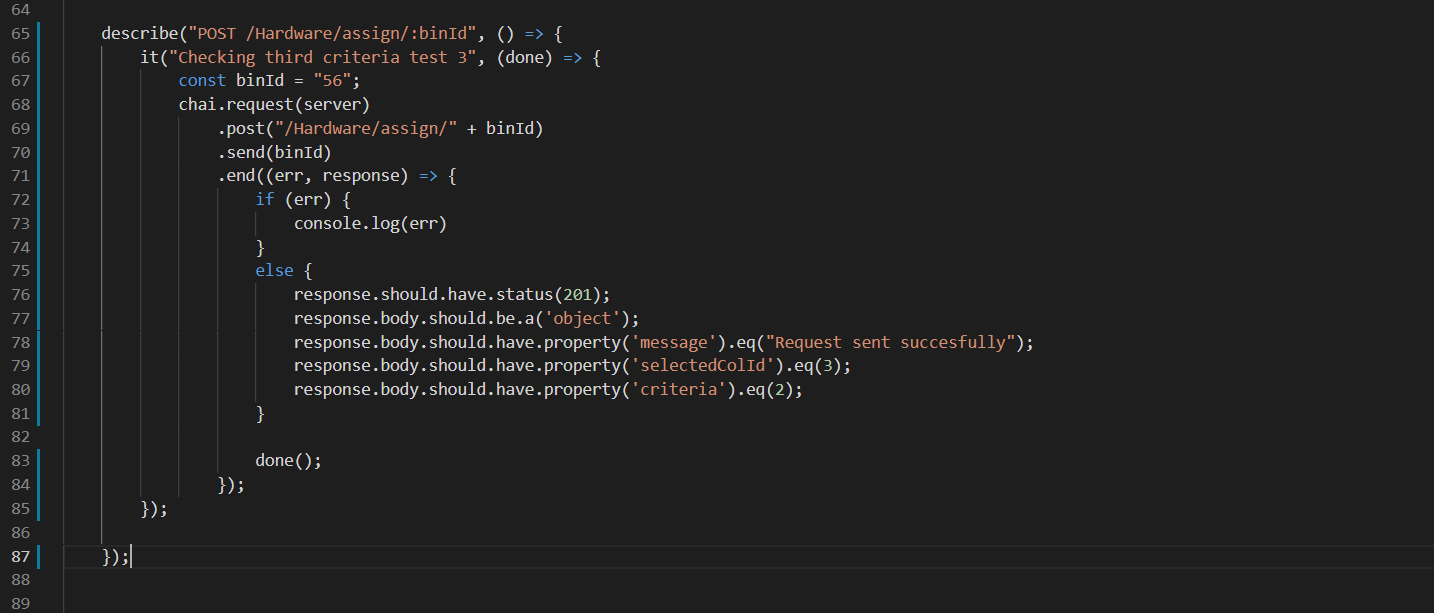 64
65 describe("POST /Hardware/assign/:binId", () => {
66 it("Checking third criteria test 3", (done) => {
67 const binId = "56";
68 chai.request(server)
69 .post("/Hardware/assign/" + binId)
70 .send(binId)
71 .end((err, response) => {
72 if (err) {
73 console.log(err)
74 }
75 else {
76 response.should.have.status(201);
77 response.body.should.be.a('object');
78 response.body.should.have.property('message').eq("Request sent succesfully");
79 response.body.should.have.property('selectedColId').eq(3);
80 response.body.should.have.property('criteria').eq(2);
81 }
82
83 done();
84 });
85 });
86
87 });
88
89